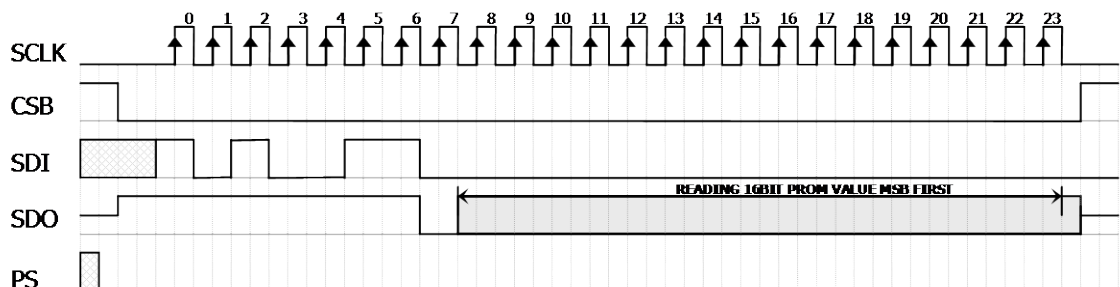 0 1 2 3 4 5 6 7 8 9 10 11 12 13 14 15 16 17 18 19 20 21 22 23
SCLK
CSB
SDI
READING 16BIT PROM VALUE MSB FIRST
SDO
PS